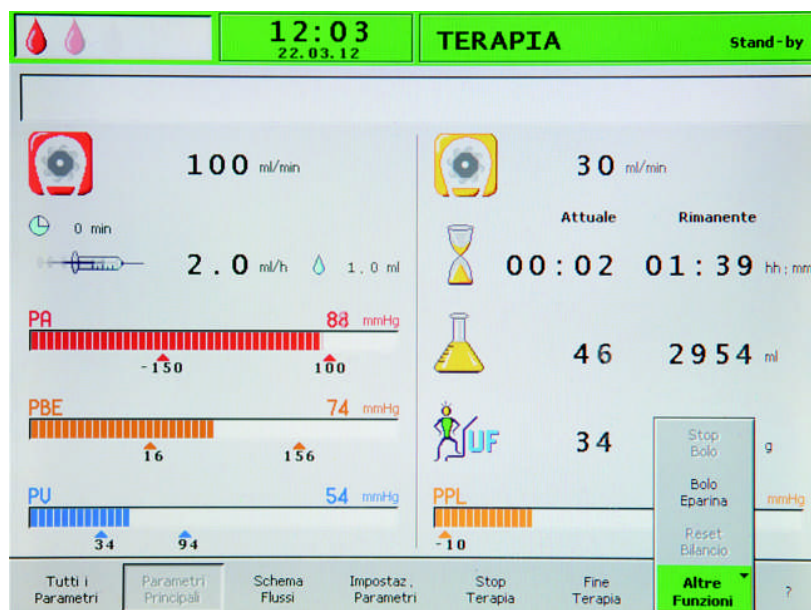 12:03
22.03.12
TERAPIA
Stand-by
100 ml/min
30 ml/min
0 min
Attuale Rimanente
2.0 ml/h 1.0 ml
00:02 01:39 hh:mm
PA 88 mmHg
-150 100
46 2954 ml
PBE 74 mmHg
16 156
UF 34 g
PV 54 mmHg
34 94
PPL mmHg
-10
Stop
Bolo
Bolo
Eparina
Reset
Bilancio
Tutti i
Parametri
Parametri
Principali
Schema
Flussi
Impostaz.
Parametri
Stop
Terapia
Fine
Terapia
Altre
Funzioni
?